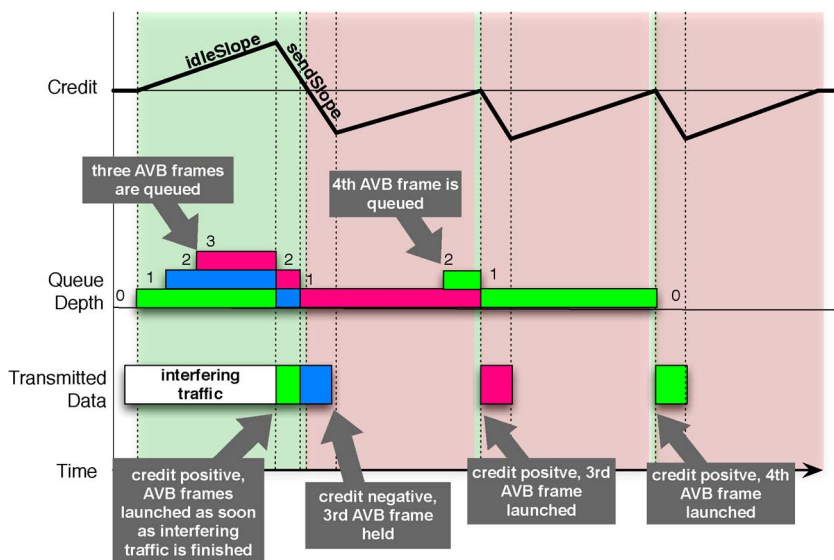 idleSlope
sendSlope
Credit
three AVB frames
are queued
4th AVB frame is
queued
3
2
2
2
1
1
1
0
0
Queue
Depth
Transmitted
Data
interfering
traffic
Time
credit positive,
AVB frames
launched as soon
as interfering
traffic is finished
credit negative,
3rd AVB frame
held
credit positve, 3rd
AVB frame
launched
credit positve, 4th
AVB frame
launched